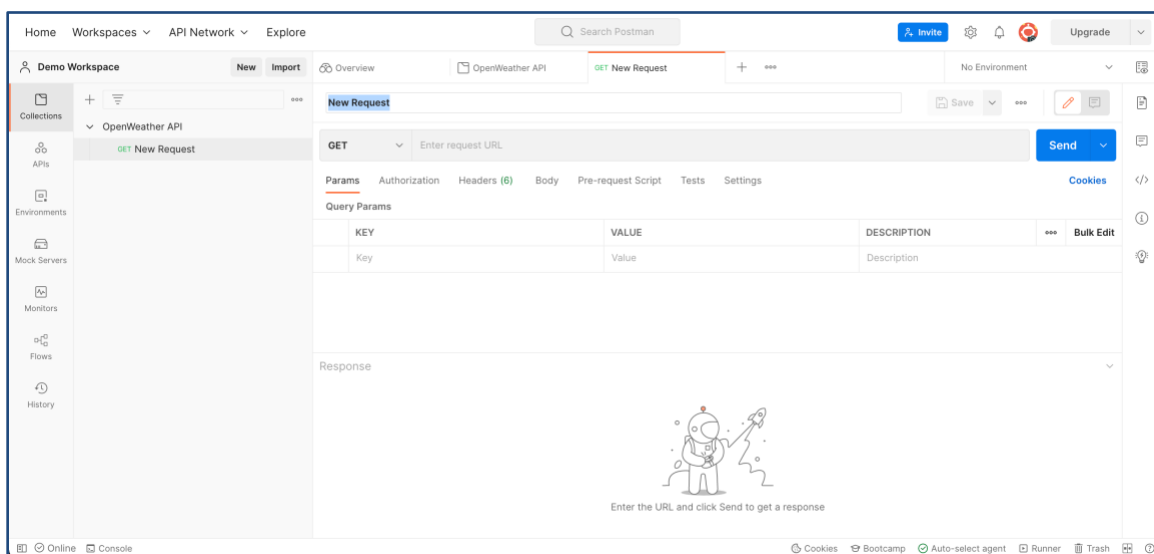 Home Workspaces API Network Explore Search Postman Invite Upgrade
Demo Workspace New Import Overview OpenWeather API GET New Request No Environment
Collections
OpenWeather API
GET New Request
APIs
Environments
Mock Servers
Monitors
Flows
History
New Request Save
GET Enter request URL Send
Params Authorization Headers (6) Body Pre-request Script Tests Settings Cookies
Query Params
KEY VALUE DESCRIPTION Bulk Edit
Key Value Description
Response
Enter the URL and click Send to get a response
Online Console Cookies Bootcamp Auto-select agent Runner Trash